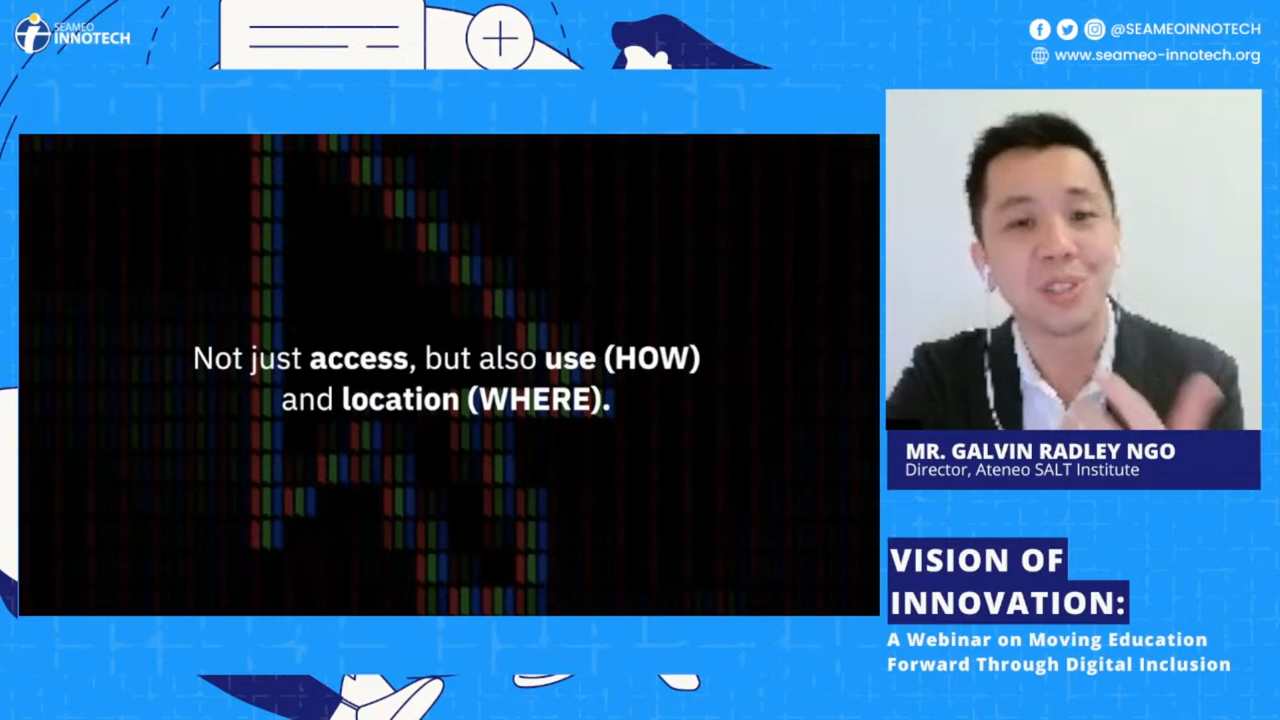 SEAMEO
INNOTECH
@SEAMEOINNOTECH
www.seameo-innotech.org
Not just access, but also use (HOW)
and location (WHERE).
MR. GALVIN RADLEY NGO
Director, Ateneo SALT Institute
VISION OF
INNOVATION:
A Webinar on Moving Education
Forward Through Digital Inclusion